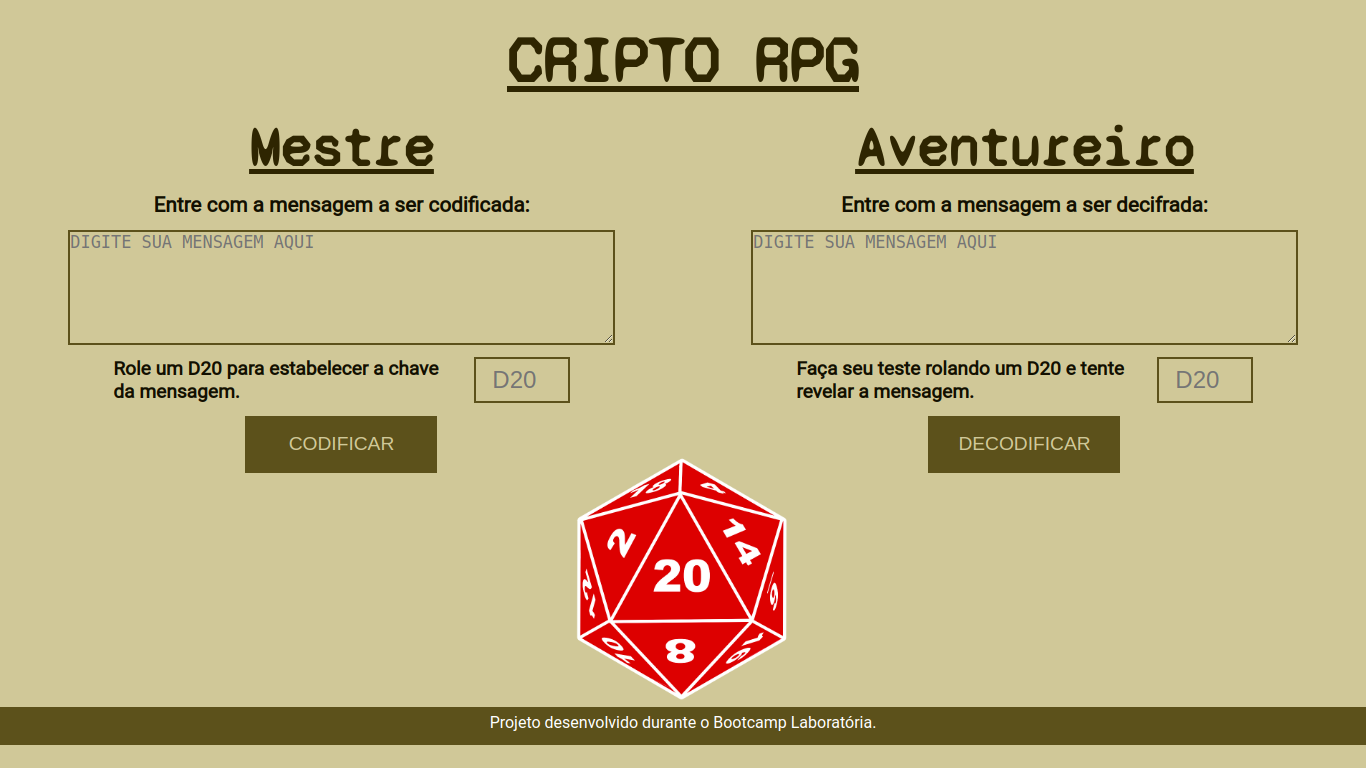 CRIPTO RPG
Mestre
Entre com a mensagem a ser codificada:
DIGITE SUA MENSAGEM AQUI
Role um D20 para estabelecer a chave
da mensagem.
D20
CODIFICAR
Aventureiro
Entre com a mensagem a ser decifrada:
DIGITE SUA MENSAGEM AQUI
Faça seu teste rolando um D20 e tente
revelar a mensagem.
D20
DECODIFICAR
18
2
14
20
12
8
10
16
Projeto desenvolvido durante o Bootcamp Laboratória.